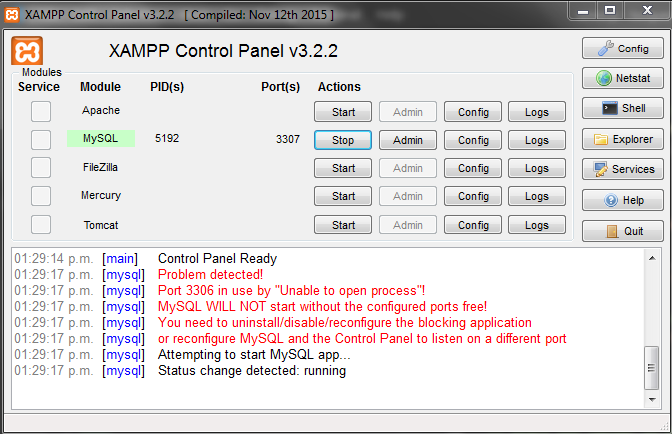 XAMPP Control Panel v3.2.2 [ Compiled: Nov 12th 2015 ]
XAMPP Control Panel v3.2.2
Config
Modules
Service Module PID(s) Port(s) Actions
Netstat
Apache Start Admin Config Logs
Shell
MySQL 5192 3307 Stop Admin Config Logs
Explorer
FileZilla Start Admin Config Logs
Services
Mercury Start Admin Config Logs
Help
Tomcat Start Admin Config Logs
Quit
01:29:14 p.m. [main] Control Panel Ready
01:29:17 p.m. [mysql] Problem detected!
01:29:17 p.m. [mysql] Port 3306 in use by "Unable to open process"!
01:29:17 p.m. [mysql] MySQL WILL NOT start without the configured ports free!
01:29:17 p.m. [mysql] You need to uninstall/disable/reconfigure the blocking application
01:29:17 p.m. [mysql] or reconfigure MySQL and the Control Panel to listen on a different port
01:29:17 p.m. [mysql] Attempting to start MySQL app...
01:29:17 p.m. [mysql] Status change detected: running